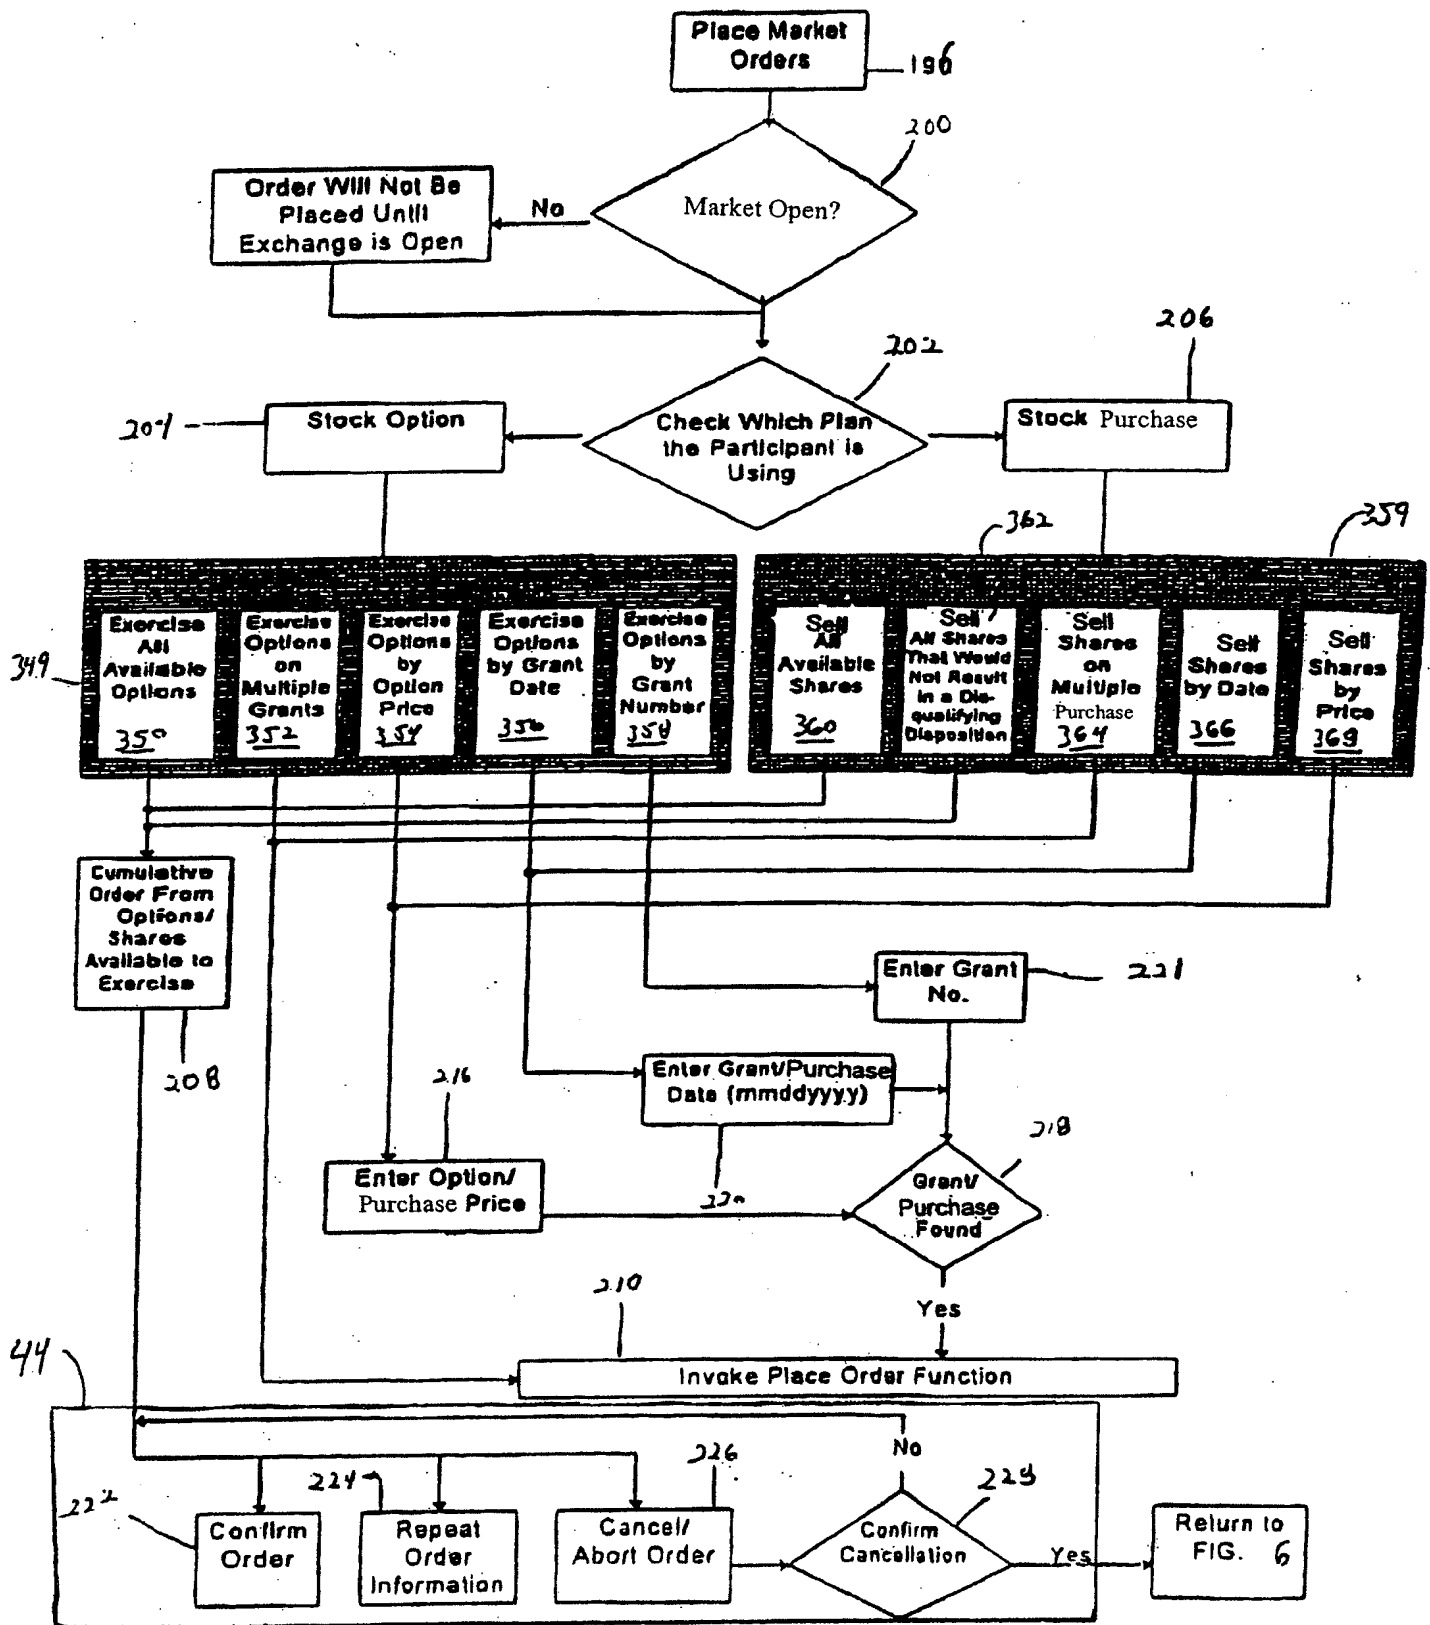 Place Market
Orders
196
200
Order Will Not Be
Placed Until
Exchange is Open
No
Market Open?
206
202
204
Stock Option
Check Which Plan
the Participant is
Using
Stock Purchase
362
359
349
Exercise
All
Available
Options
350
Exercise
Options
on
Multiple
Grants
352
Exercise
Options
by
Option
Price
354
Exercise
Options
by Grant
Date
356
Exercise
Options
by
Grant
Number
358
Sell
All
Available
Shares
360
Sell
All Shares
That Would
Not Result
in a Dis-
qualifying
Disposition
Sell
Shares
on
Multiple
Purchase
364
Sell
Shares
by Date
366
Sell
Shares
by
Price
368
Cumulative
Order From
Options/
Shares
Available to
Exercise
208
Enter Grant
No.
221
216
Enter Grant/Purchase
Date (mmddyyyy)
218
Enter Option/
Purchase Price
220
Grant/
Purchase
Found
210
Yes
44
Invoke Place Order Function
No
226
224
222
Confirm
Order
Repeat
Order
Information
Cancel/
Abort Order
Confirm
Cancellation
Yes
Return to
FIG. 6